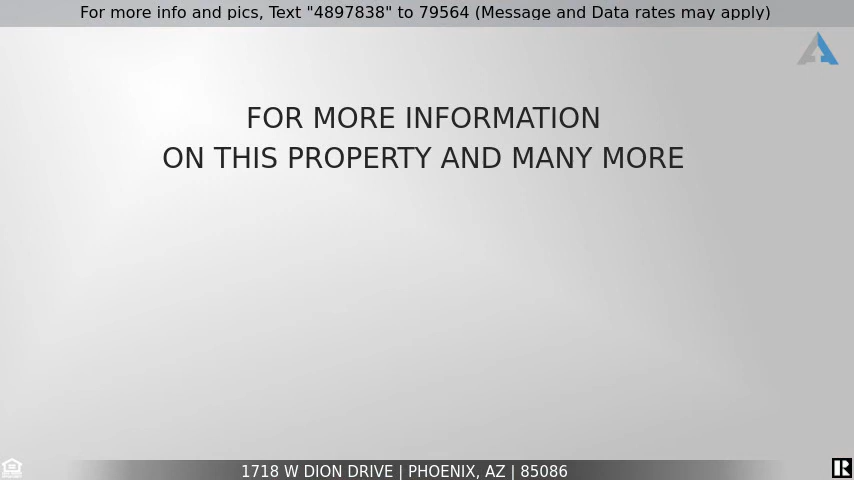 For more info and pics, Text "4897838" to 79564 (Message and Data rates may apply)
FOR MORE INFORMATION
ON THIS PROPERTY AND MANY MORE
1718 W DION DRIVE | PHOENIX, AZ | 85086